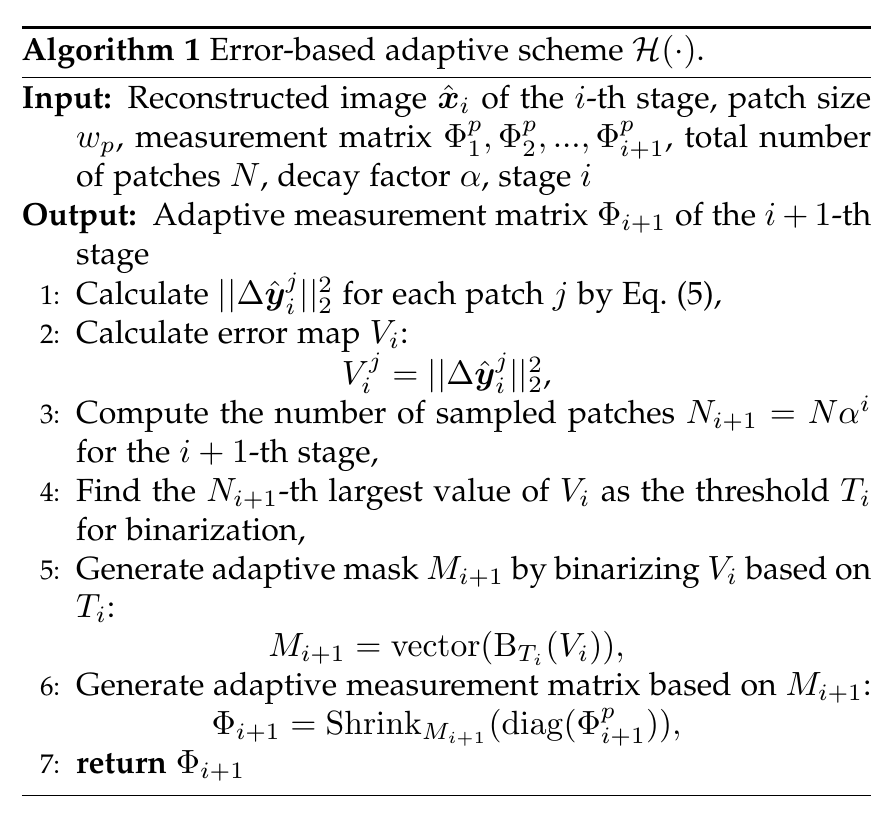 Algorithm 1 Error-based adaptive scheme $\mathcal{H}(\cdot)$.
Input: Reconstructed image $\hat{\boldsymbol{x}}_i$ of the $i$-th stage, patch size
$w_p$, measurement matrix $\Phi_1^p, \Phi_2^p, ..., \Phi_{i+1}^p$, total number
of patches $N$, decay factor $\alpha$, stage $i$
Output: Adaptive measurement matrix $\Phi_{i+1}$ of the $i+1$-th
stage
1: Calculate $||\Delta\hat{\boldsymbol{y}}_i^j||_2^2$ for each patch $j$ by Eq. (5),
2: Calculate error map $V_i$:
$V_i^j = ||\Delta\hat{\boldsymbol{y}}_i^j||_2^2,$
3: Compute the number of sampled patches $N_{i+1} = N\alpha^i$
for the $i+1$-th stage,
4: Find the $N_{i+1}$-th largest value of $V_i$ as the threshold $T_i$
for binarization,
5: Generate adaptive mask $M_{i+1}$ by binarizing $V_i$ based on
$T_i$:
$M_{i+1} = \mathrm{vector}(\mathrm{B}_{T_i}(V_i)),$
6: Generate adaptive measurement matrix based on $M_{i+1}$:
$\Phi_{i+1} = \mathrm{Shrink}_{M_{i+1}}(\mathrm{diag}(\Phi_{i+1}^p)),$
7: return $\Phi_{i+1}$